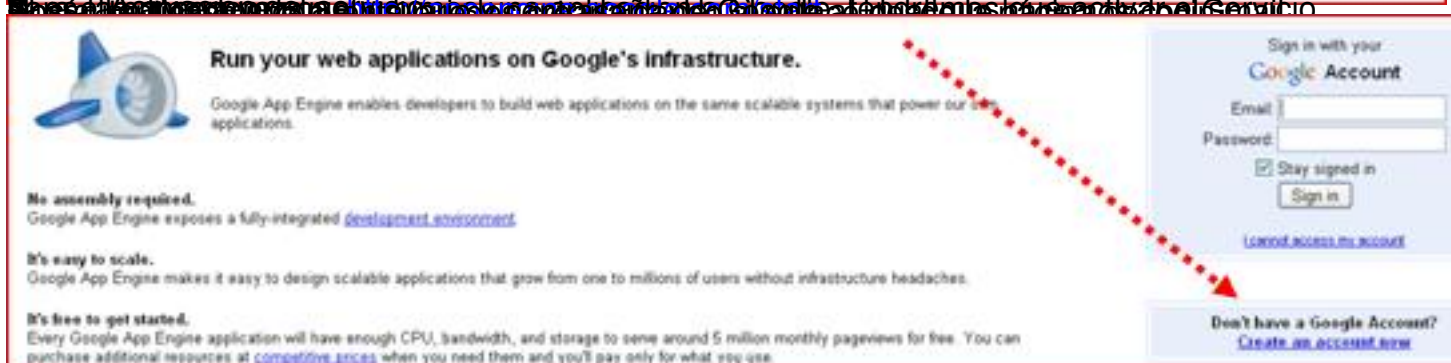 activar el Servicio
Run your web applications on Google's infrastructure.
Google App Engine enables developers to build web applications on the same scalable systems that power our own
applications.
No assembly required.
Google App Engine exposes a fully-integrated development environment.
It's easy to scale.
Google App Engine makes it easy to design scalable applications that grow from one to millions of users without infrastructure headaches.
It's free to get started.
Every Google App Engine application will have enough CPU, bandwidth, and storage to serve around 5 million monthly pageviews for free. You can
purchase additional resources at competitive prices when you need them and you'll pay only for what you use.
Sign in with your
Google Account
Email:
Password:
Stay signed in
Sign in
I cannot access my account
Don't have a Google Account?
Create an account now